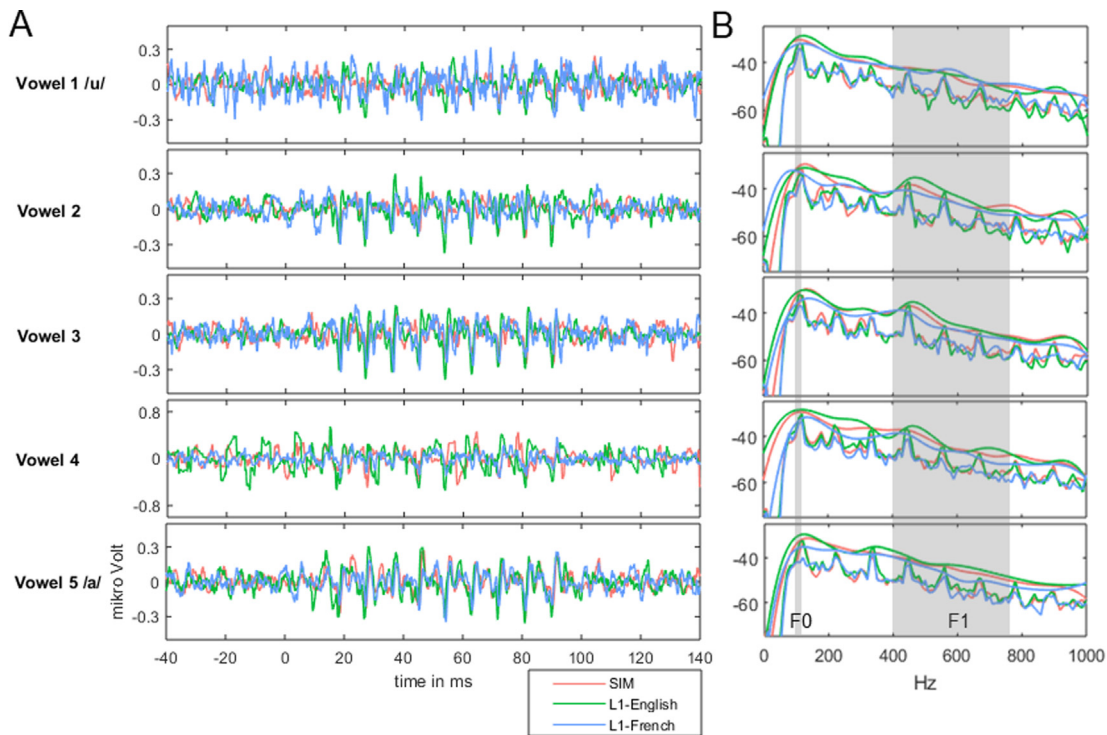 A
B
Vowel 1 /u/
0.3
0
-0.3
-40
-60
Vowel 2
0.3
0
-0.3
-40
-60
Vowel 3
0.3
0
-0.3
-40
-60
Vowel 4
0.8
0
-0.8
-40
-60
Vowel 5 /a/
0.3
0
-0.3
-40
-60
mikro Volt
F0
F1
-40 -20 0 20 40 60 80 100 120 140
time in ms
0 200 400 600 800 1000
Hz
SIM
L1-English
L1-French